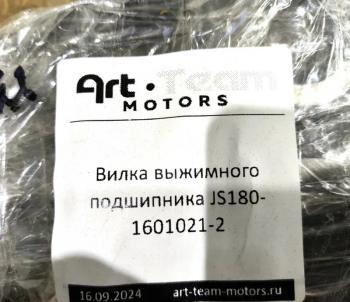 Art·Team
MOTORS
Вилка выжимного
подшипника JS180-
1601021-2
16.09.2024 art-team-motors.ru